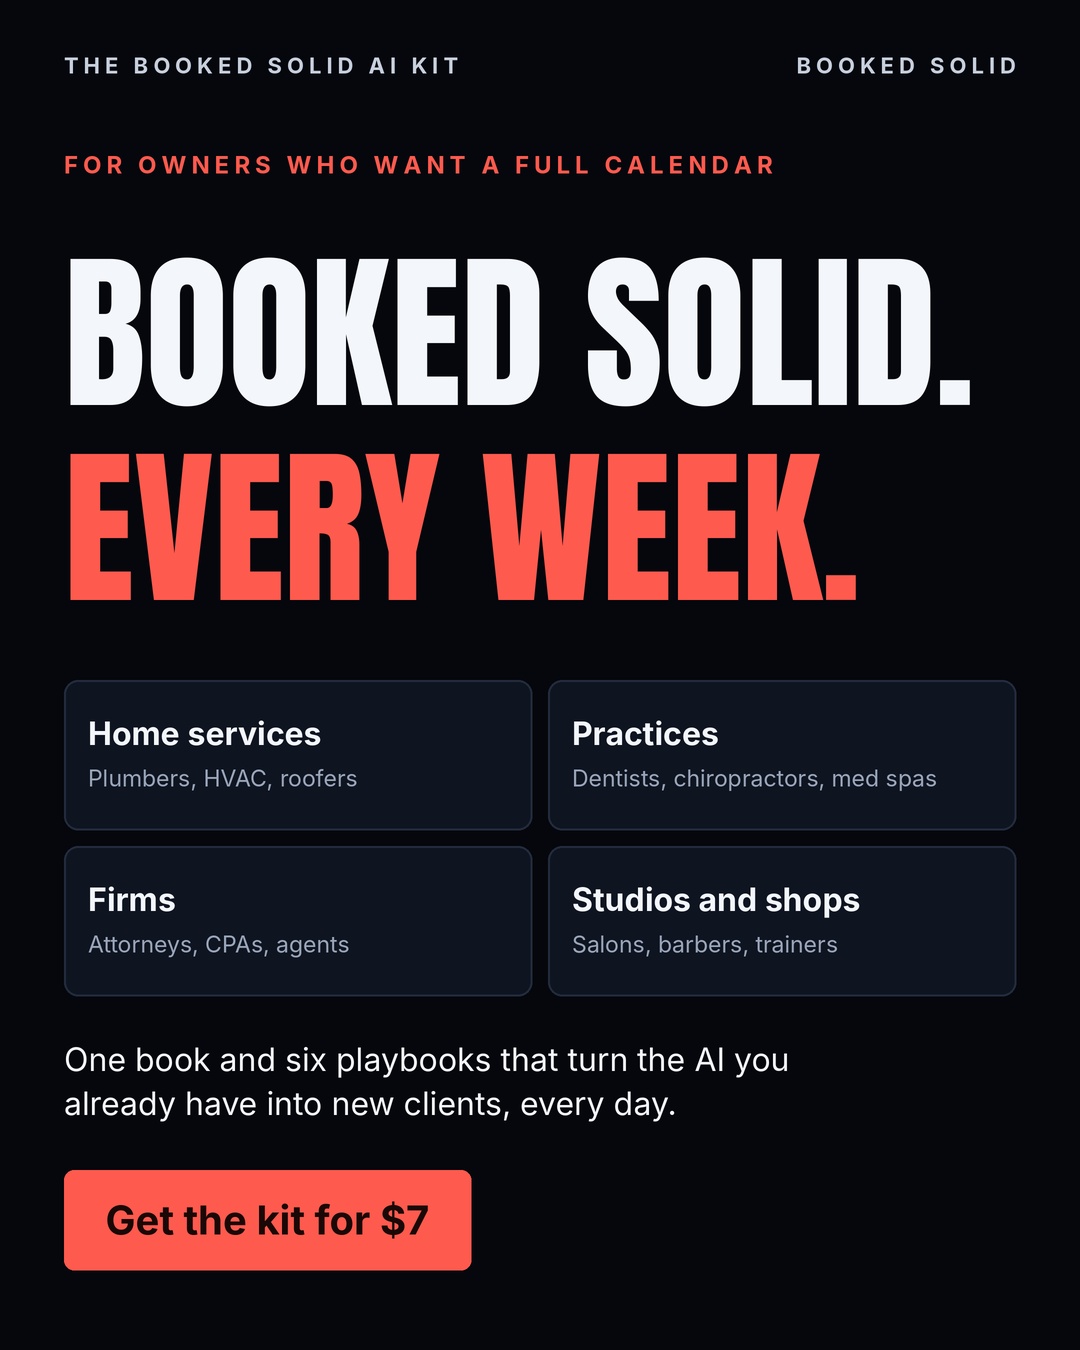 THE BOOKED SOLID AI KIT
BOOKED SOLID
FOR OWNERS WHO WANT A FULL CALENDAR
BOOKED SOLID.
EVERY WEEK.
Home services
Plumbers, HVAC, roofers
Practices
Dentists, chiropractors, med spas
Firms
Attorneys, CPAs, agents
Studios and shops
Salons, barbers, trainers
One book and six playbooks that turn the AI you
already have into new clients, every day.
Get the kit for $7